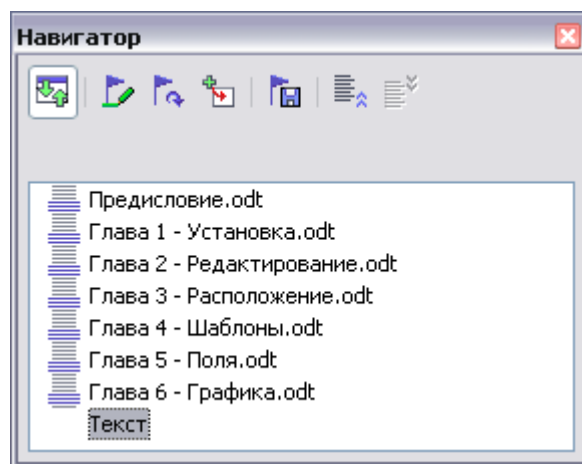 Навигатор
Предисловие.odt
Глава 1 - Установка.odt
Глава 2 - Редактирование.odt
Глава 3 - Расположение.odt
Глава 4 - Шаблоны.odt
Глава 5 - Поля.odt
Глава 6 - Графика.odt
Текст